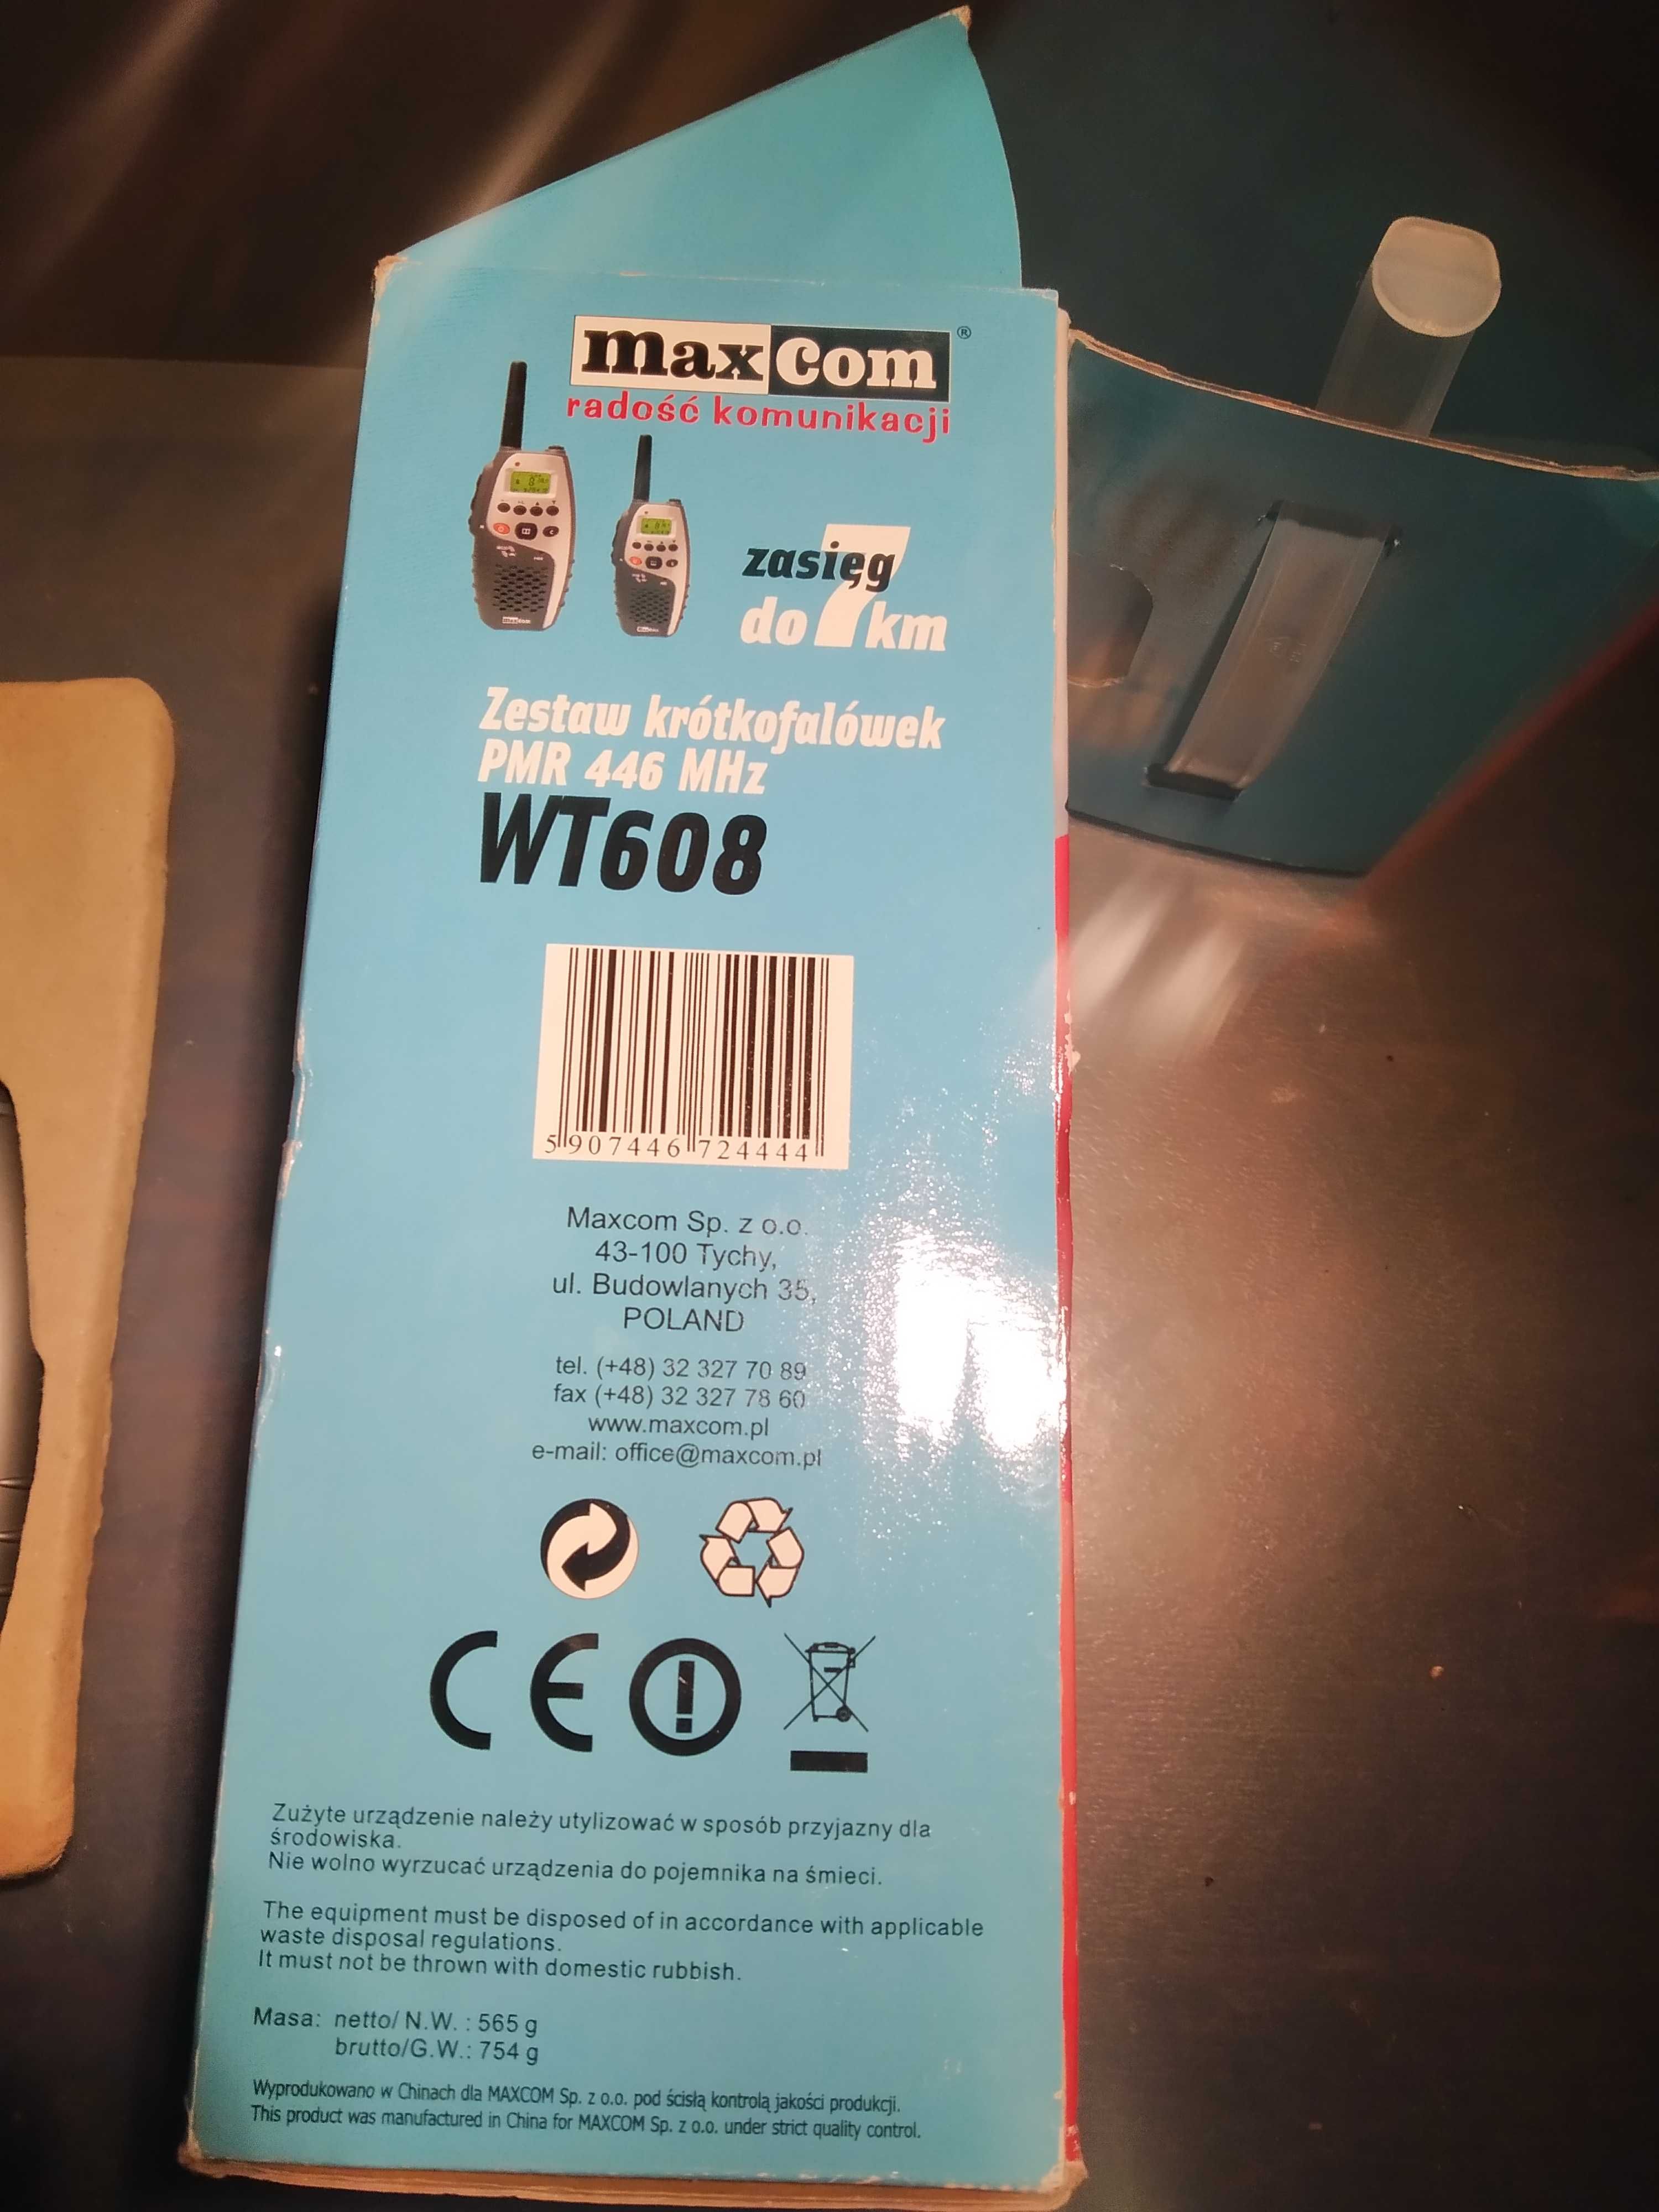 maxcom ®
radość komunikacji
zasięg
do 7 km
Zestaw krótkofalówek
PMR 446 MHz
WT608
5 907446 724444
Maxcom Sp. z o.o.
43-100 Tychy,
ul. Budowlanych 35,
POLAND
tel. (+48) 32 327 70 89
fax (+48) 32 327 78 60
www.maxcom.pl
e-mail: office@maxcom.pl
CE
Zużyte urządzenie należy utylizować w sposób przyjazny dla
środowiska.
Nie wolno wyrzucać urządzenia do pojemnika na śmieci.
The equipment must be disposed of in accordance with applicable
waste disposal regulations.
It must not be thrown with domestic rubbish.
Masa: netto/ N.W. : 565 g
brutto/G.W.: 754 g
Wyprodukowano w Chinach dla MAXCOM Sp. z o.o. pod ścisłą kontrolą jakości produkcji.
This product was manufactured in China for MAXCOM Sp. z o.o. under strict quality control.